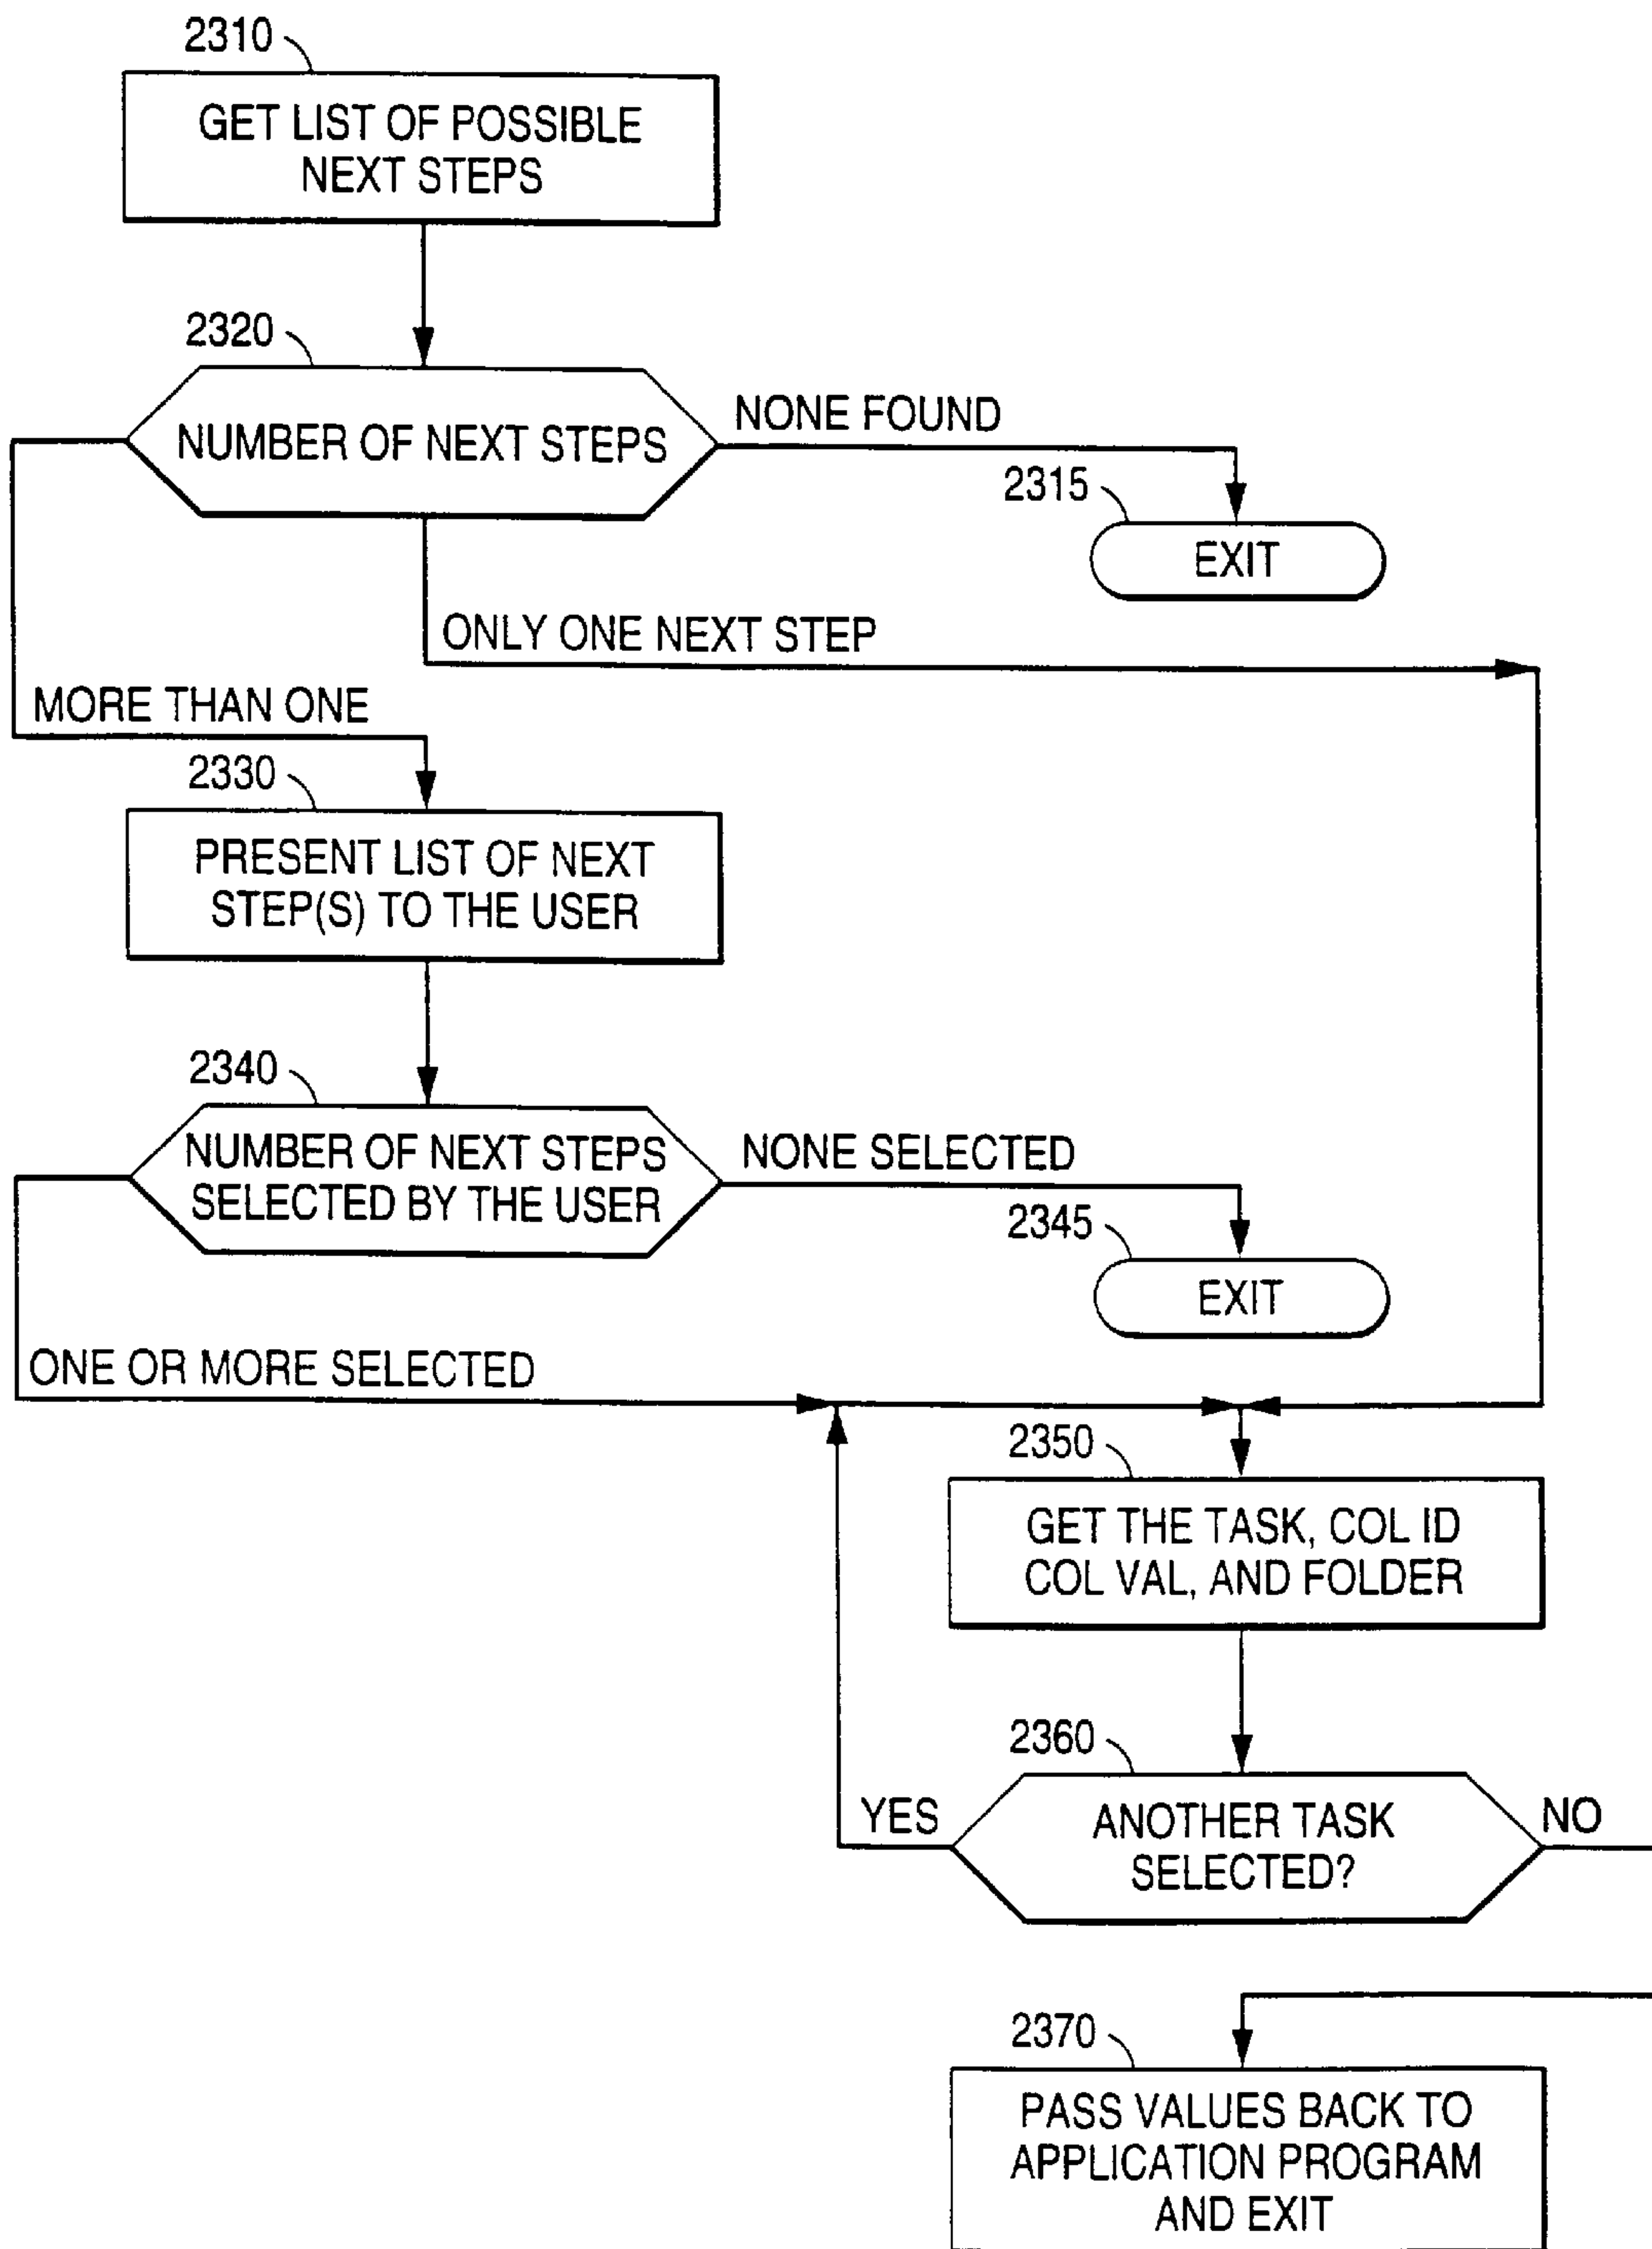 2310
GET LIST OF POSSIBLE
NEXT STEPS
2320
NUMBER OF NEXT STEPS
NONE FOUND
2315
EXIT
ONLY ONE NEXT STEP
MORE THAN ONE
2330
PRESENT LIST OF NEXT
STEP(S) TO THE USER
2340
NUMBER OF NEXT STEPS
SELECTED BY THE USER
NONE SELECTED
2345
EXIT
ONE OR MORE SELECTED
2350
GET THE TASK, COL ID
COL VAL, AND FOLDER
2360
YES
ANOTHER TASK
SELECTED?
NO
2370
PASS VALUES BACK TO
APPLICATION PROGRAM
AND EXIT